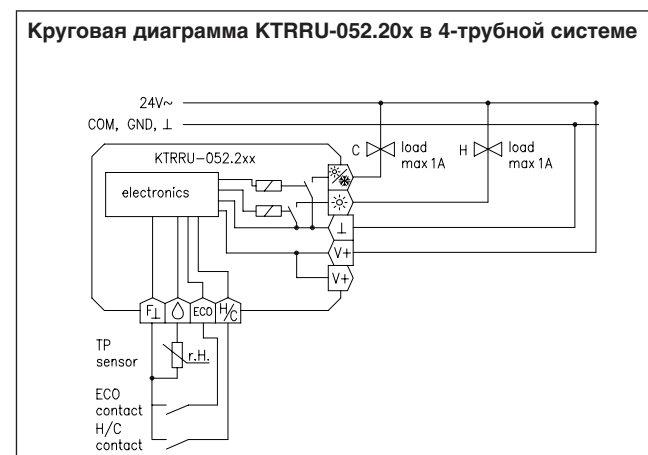 Круговая диаграмма KTRRU-052.20x в 4-трубной системе
24V~
COM, GND, ⊥
KTRRU-052.2xx
electronics
C
load
max 1A
H
load
max 1A
⊥
V+
V+
F⊥
ECO
H/C
TP
sensor
r.H.
ECO
contact
H/C
contact